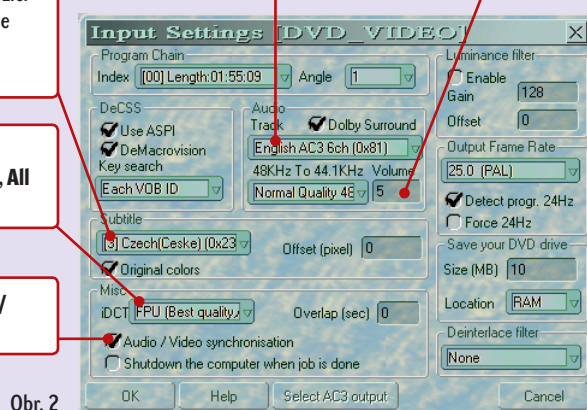 e
, All
/
Obr. 2
Input Settings [DVD_VIDEO]
Program Chain
Index [00] Length:01:55:09 Angle 1
DeCSS
Use ASPI
DeMacrovision
Key search
Each VOB ID
Audio
Track Dolby Surround
English AC3 6ch (0x81)
48KHz To 44.1KHz Volume
Normal Quality 48 5
Subtitle
[3] Czech(Ceske) (0x23 Offset (pixel) 0
Original colors
Misc
iDCT FPU (Best quality, Overlap (sec) 0
Audio / Video synchronisation
Shutdown the computer when job is done
Luminance filter
Enable
Gain 128
Offset 0
Output Frame Rate
25.0 (PAL)
Detect progr. 24Hz
Force 24Hz
Save your DVD drive
Size (MB) 10
Location RAM
Deinterlace filter
None
OK Help Select AC3 output Cancel